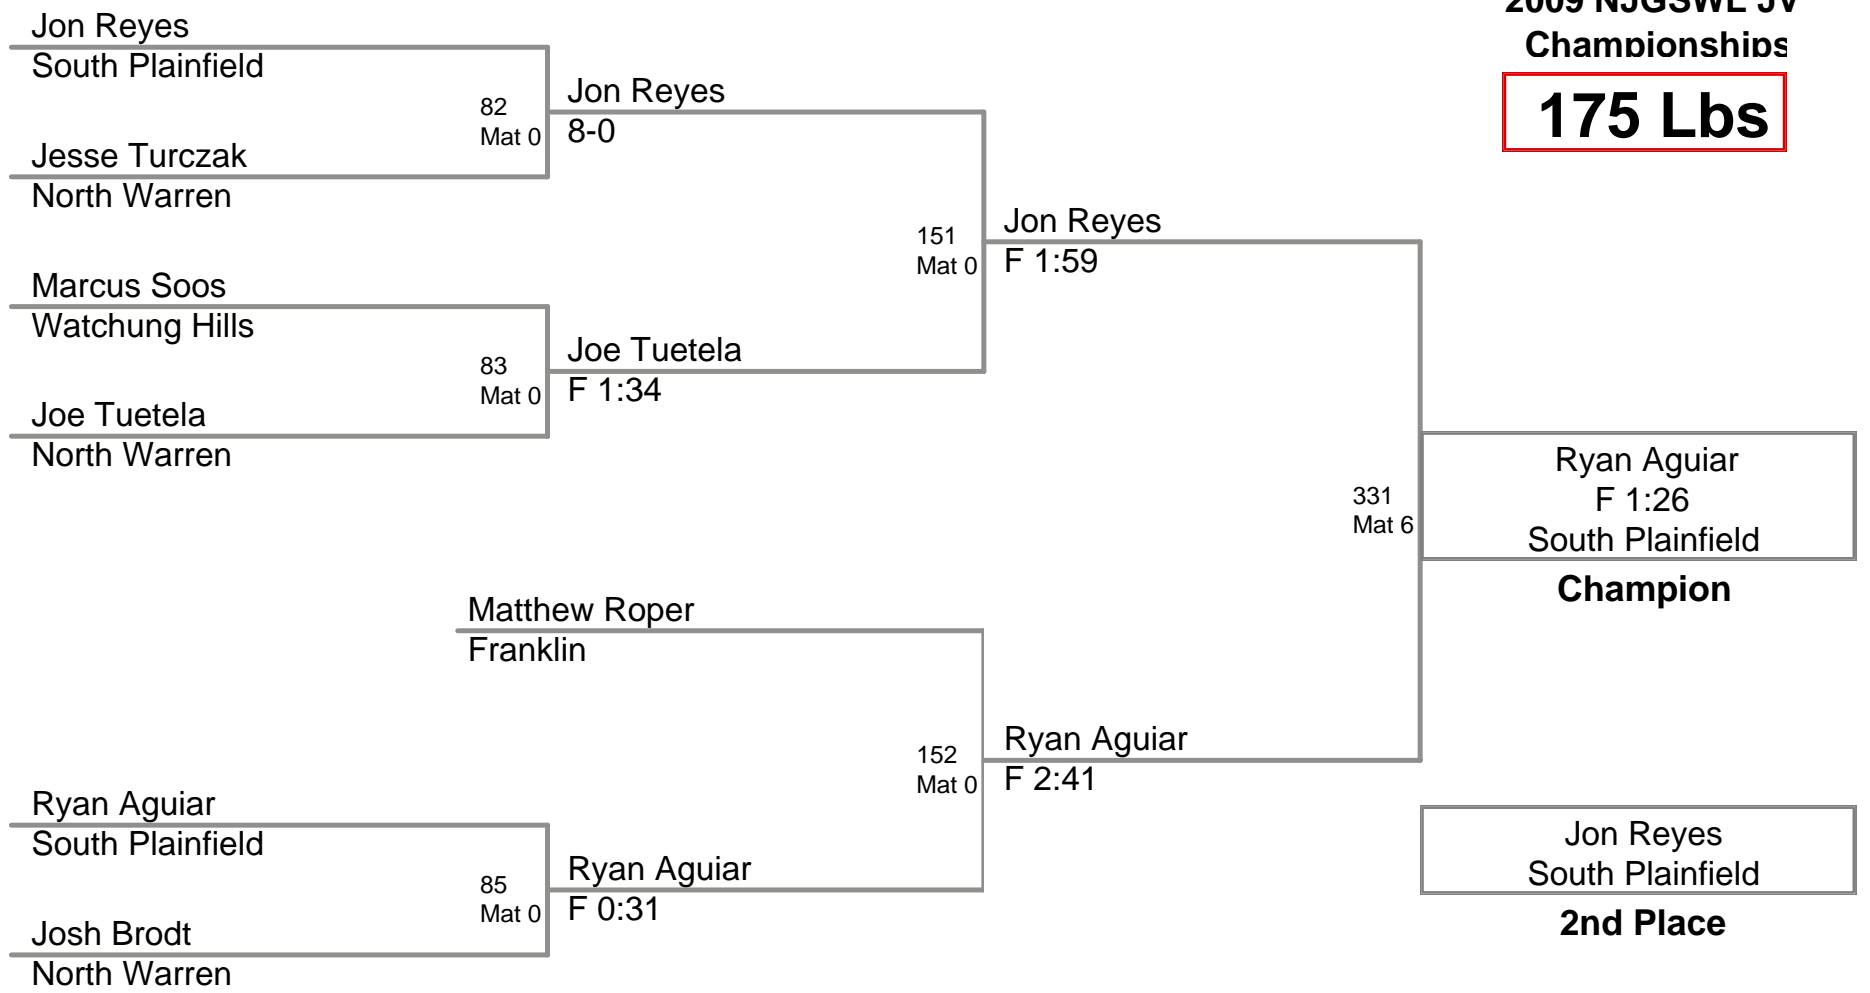 2009 NJGSWL JV
Championships
175 Lbs
Jon Reyes
South Plainfield
82
Mat 0
Jesse Turczak
North Warren
Jon Reyes
8-0
Marcus Soos
Watchung Hills
83
Mat 0
Joe Tuetela
North Warren
Joe Tuetela
F 1:34
151
Mat 0
Jon Reyes
F 1:59
Matthew Roper
Franklin
Ryan Aguiar
South Plainfield
85
Mat 0
Josh Brodt
North Warren
Ryan Aguiar
F 0:31
152
Mat 0
Ryan Aguiar
F 2:41
331
Mat 6
Ryan Aguiar
F 1:26
South Plainfield
Champion
Jon Reyes
South Plainfield
2nd Place